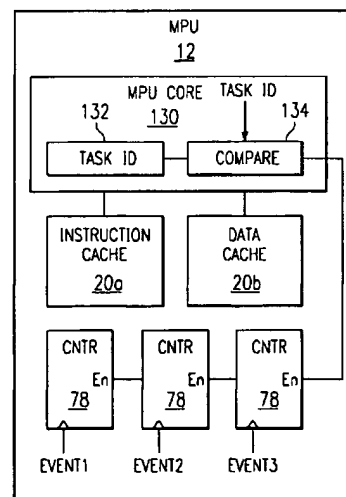 MPU
12
MPU CORE TASK ID
132 130 134
TASK ID COMPARE
INSTRUCTION CACHE 20a
DATA CACHE 20b
CNTR En 78
CNTR En 78
CNTR En 78
EVENT1 EVENT2 EVENT3